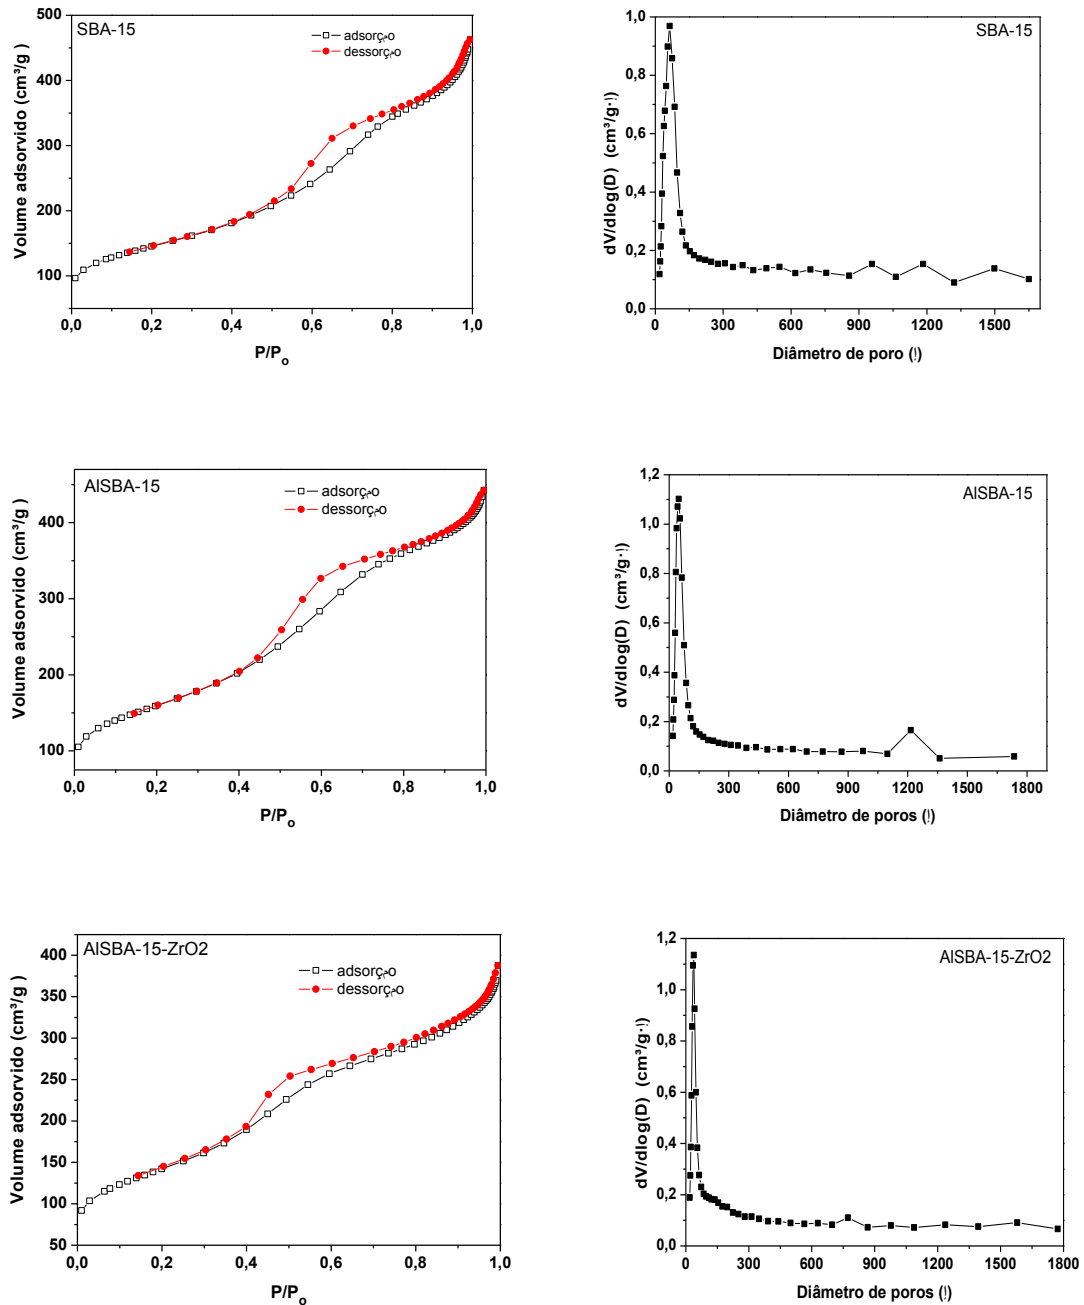 SBA-15
adsorç؋o
dessorç؋o
Volume adsorvido (cm³/g )
500
400
300
200
100
0,0 0,2 0,4 0,6 0,8 1,0
P/Po
SBA-15
dV/dlog(D) (cm³/g·أ)
1,0
0,8
0,6
0,4
0,2
0,0
0 300 600 900 1200 1500
Diâmetro de poro (أ)
AlSBA-15
adsorç؋o
dessorç؋o
Volume adsorvido (cm³/g )
400
300
200
100
0,0 0,2 0,4 0,6 0,8 1,0
P/Po
AlSBA-15
dV/dlog(D) (cm³/g·أ)
1,2
1,0
0,8
0,6
0,4
0,2
0,0
0 300 600 900 1200 1500 1800
Diâmetro de poros (أ)
AlSBA-15-ZrO2
adsorç؋o
dessorç؋o
Volume adsorvido (cm³/g )
400
350
300
250
200
150
100
50
0,0 0,2 0,4 0,6 0,8 1,0
P/Po
AlSBA-15-ZrO2
dV/dlog(D) (cm³/g·أ)
1,2
1,0
0,8
0,6
0,4
0,2
0,0
0 300 600 900 1200 1500 1800
Diâmetro de poros (أ)